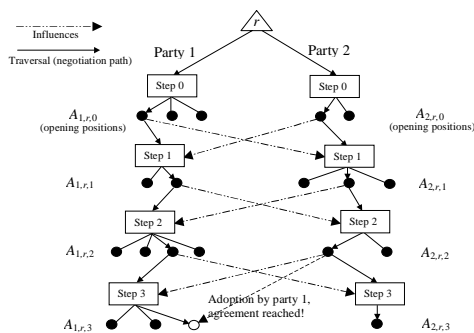 r
Influences
Traversal (negotiation path)
Party 1
Party 2
Step 0
Step 0
A1,r,0
(opening positions)
A2,r,0
(opening positions)
Step 1
Step 1
A1,r,1
A2,r,1
Step 2
Step 2
A1,r,2
A2,r,2
Step 3
Step 3
Adoption by party 1,
agreement reached!
A1,r,3
A2,r,3